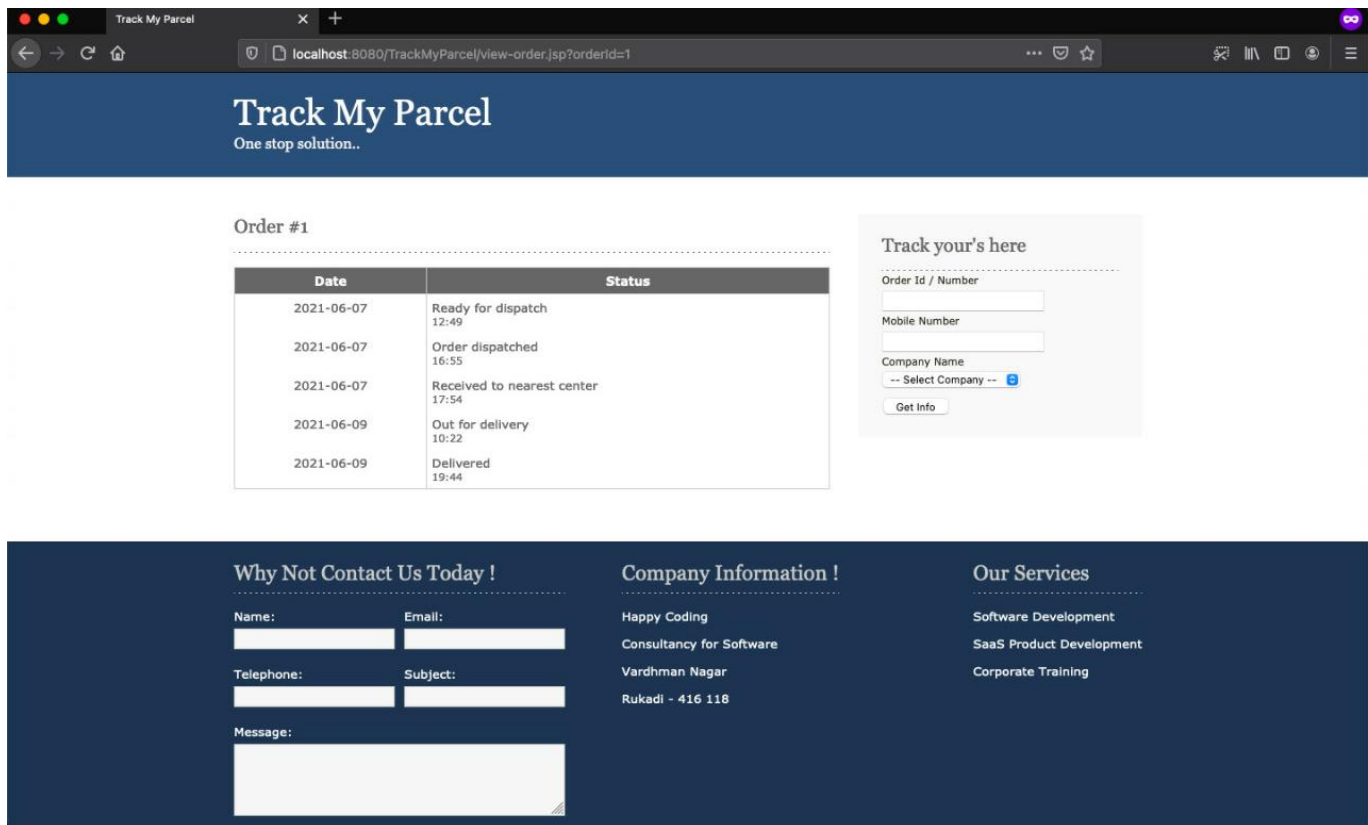 Track My Parcel
localhost:8080/TrackMyParcel/view-order.jsp?orderId=1
Track My Parcel
One stop solution..
Order #1
Date Status
2021-06-07 Ready for dispatch
12:49
2021-06-07 Order dispatched
16:55
2021-06-07 Received to nearest center
17:54
2021-06-09 Out for delivery
10:22
2021-06-09 Delivered
19:44
Track your's here
Order Id / Number
Mobile Number
Company Name
-- Select Company --
Get Info
Why Not Contact Us Today !
Name: Email:
Telephone: Subject:
Message:
Company Information !
Happy Coding
Consultancy for Software
Vardhman Nagar
Rukadi - 416 118
Our Services
Software Development
SaaS Product Development
Corporate Training